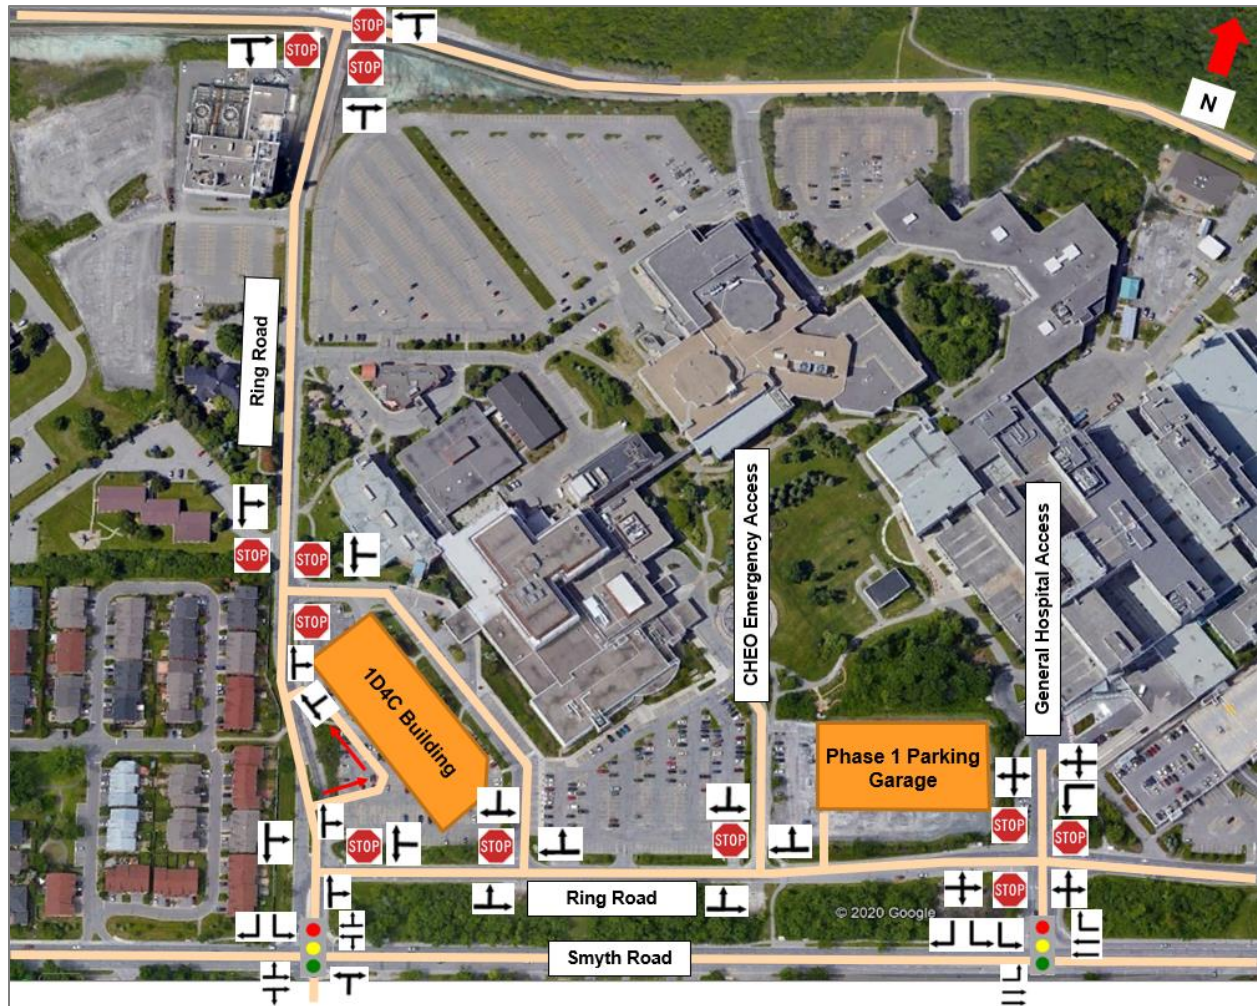 STOP
STOP
STOP
N
Ring Road
STOP
STOP
STOP
CHEO Emergency Access
General Hospital Access
1D4C Building
Phase 1 Parking
Garage
STOP
STOP
STOP
STOP
STOP
STOP
Ring Road
© 2020 Google
Smyth Road